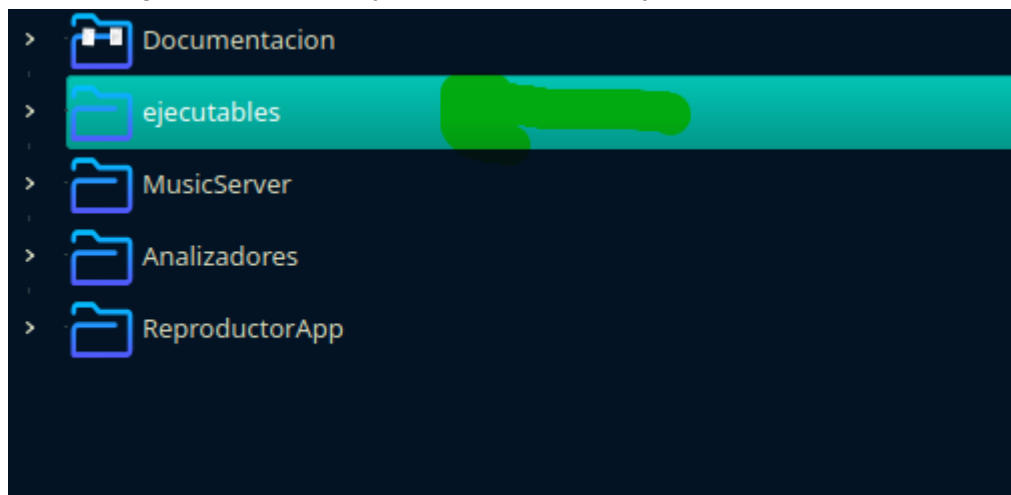 Documentacion
ejecutables
MusicServer
Analizadores
ReproductorApp